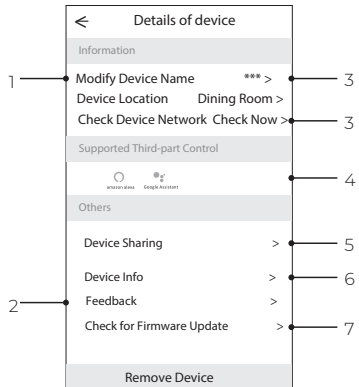 Details of device
Information
1
Modify Device Name *** > 3
Device Location Dining Room >
Check Device Network Check Now > 3
Supported Third-part Control
amazon alexa Google Assistant 4
Others
Device Sharing > 5
Device Info > 6
2 Feedback >
Check for Firmware Update > 7
Remove Device